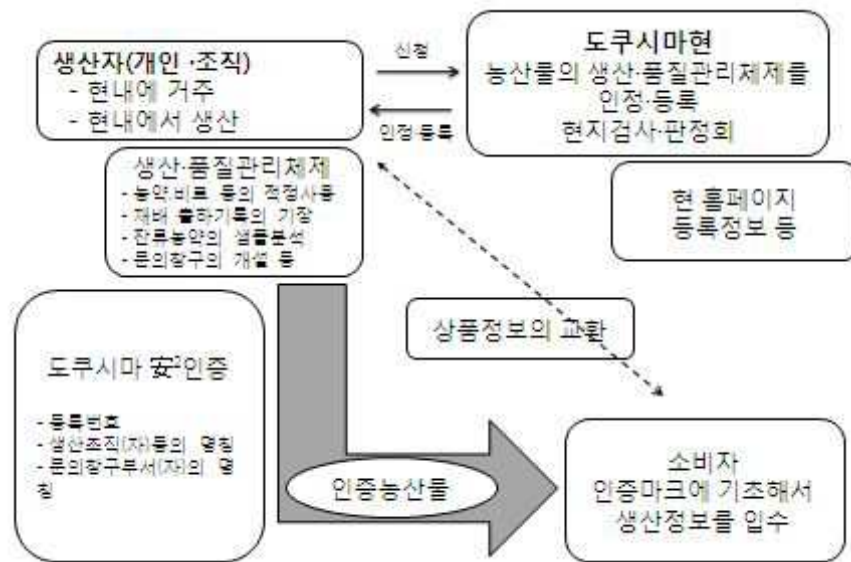 생산자(개인 ·조직)
- 현내에 거주
- 현내에서 생산
신청
인정·등록
도쿠시마현
농산물의 생산·품질관리체제를
인정·등록
현지검사·판정회
생산·품질관리체제
- 농약·비료 등의 적정사용
- 재배 출하기록의 기장
- 잔류농약의 샘플분석
- 문의창구의 개설 등
현 홈페이지
등록정보 등
상품정보의 교환
도쿠시마 安²인증
- 등록번호
- 생산조직(자)등의 명칭
- 문의창구부서(자)의 명
칭
인증농산물
소비자
인증마크에 기초해서
생산정보를 입수